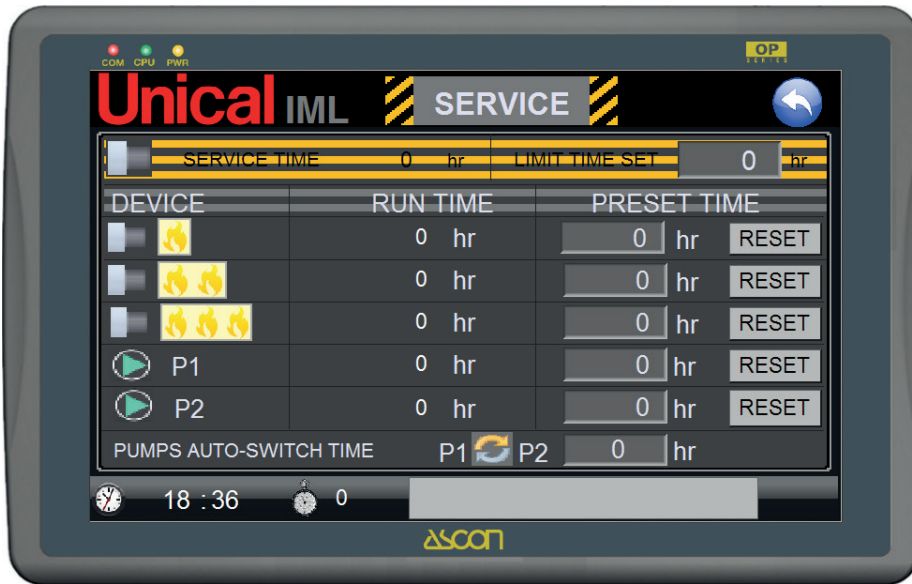 COM CPU PWR
OP
SERIES
Unical IML SERVICE
SERVICE TIME 0 hr LIMIT TIME SET 0 hr
DEVICE RUN TIME PRESET TIME
0 hr 0 hr RESET
0 hr 0 hr RESET
0 hr 0 hr RESET
P1 0 hr 0 hr RESET
P2 0 hr 0 hr RESET
PUMPS AUTO-SWITCH TIME P1 P2 0 hr
18 : 36 0
ascon